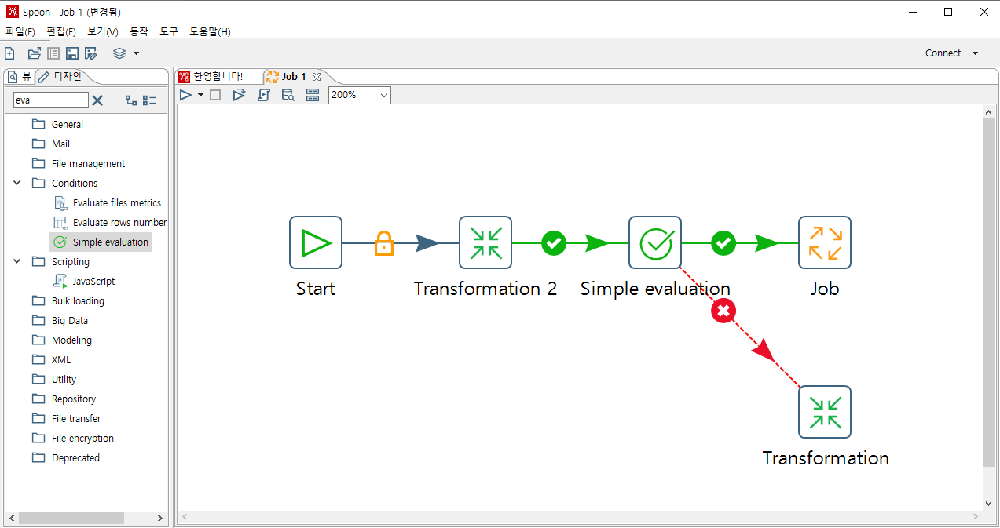 Spoon - Job 1 (변경됨)
파일(F) 편집(E) 보기(V) 동작 도구 도움말(H)
Connect
뷰 디자인
환영합니다! Job 1
eva
200%
General
Mail
File management
Conditions
Evaluate files metrics
Evaluate rows number
Simple evaluation
Scripting
JavaScript
Bulk loading
Big Data
Modeling
XML
Utility
Repository
File transfer
File encryption
Deprecated
Start
Transformation 2
Simple evaluation
Job
Transformation